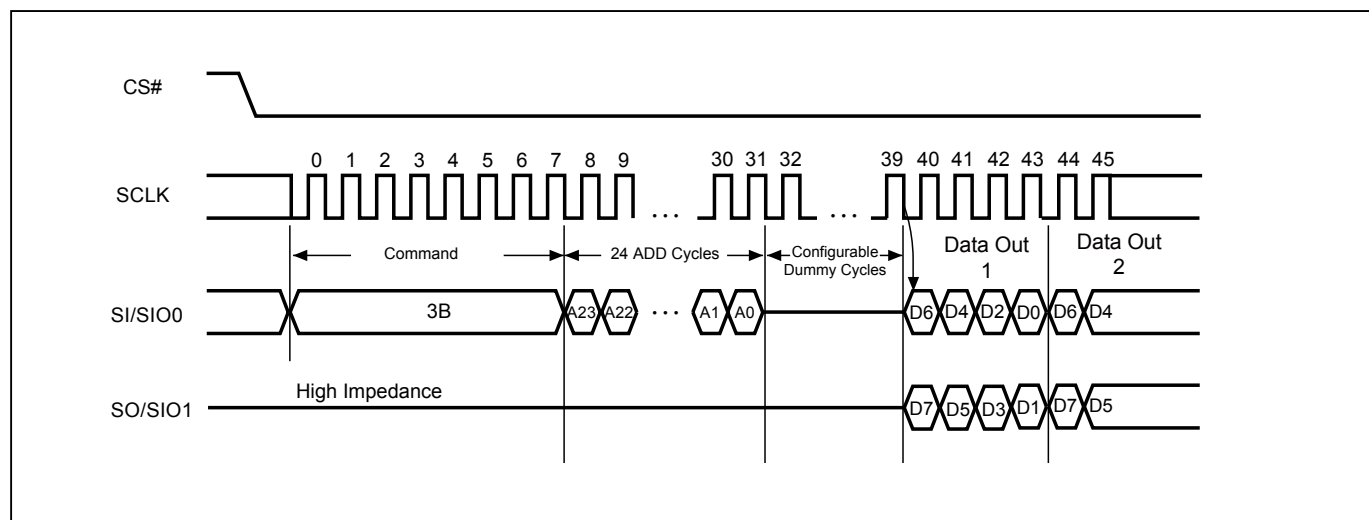 CS#
0 1 2 3 4 5 6 7 8 9 30 31 32 39 40 41 42 43 44 45
SCLK
... ...
Command
24 ADD Cycles
Configurable
Dummy Cycles
Data Out
1
Data Out
2
SI/SIO0
3B
A23 A22 ... A1 A0
D6 D4 D2 D0 D6 D4
High Impedance
SO/SIO1
D7 D5 D3 D1 D7 D5